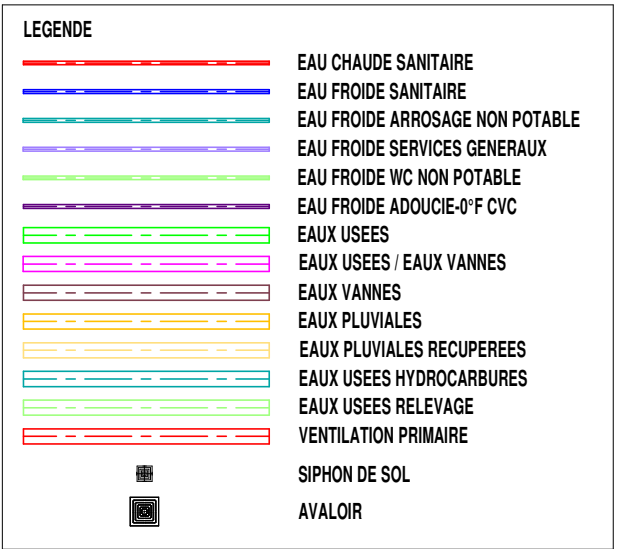 LEGENDE
EAU CHAUDE SANITAIRE
EAU FROIDE SANITAIRE
EAU FROIDE ARROSAGE NON POTABLE
EAU FROIDE SERVICES GENERAUX
EAU FROIDE WC NON POTABLE
EAU FROIDE ADOUCIE-0°F CVC
EAUX USEES
EAUX USEES / EAUX VANNES
EAUX VANNES
EAUX PLUVIALES
EAUX PLUVIALES RECUPEREES
EAUX USEES HYDROCARBURES
EAUX USEES RELEVAGE
VENTILATION PRIMAIRE
SIPHON DE SOL
AVALOIR